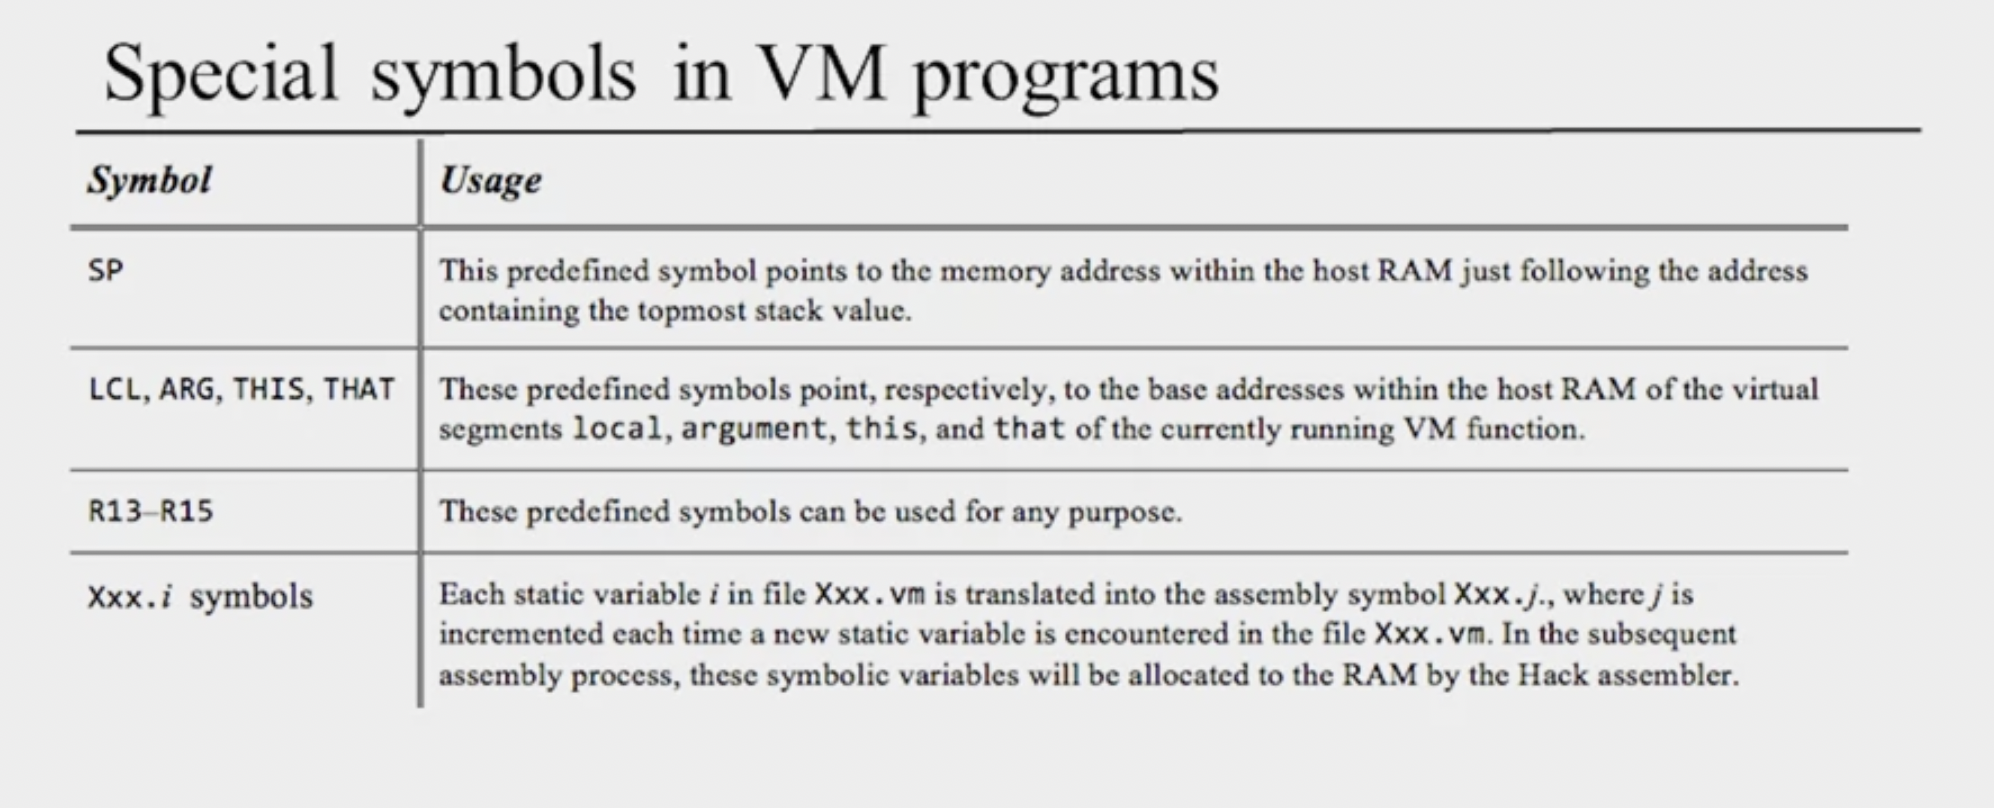 Special symbols in VM programs
Symbol Usage
SP This predefined symbol points to the memory address within the host RAM just following the address
containing the topmost stack value.
LCL, ARG, THIS, THAT These predefined symbols point, respectively, to the base addresses within the host RAM of the virtual
segments local, argument, this, and that of the currently running VM function.
R13–R15 These predefined symbols can be used for any purpose.
Xxx.i symbols Each static variable i in file Xxx.vm is translated into the assembly symbol Xxx.j., where j is
incremented each time a new static variable is encountered in the file Xxx.vm. In the subsequent
assembly process, these symbolic variables will be allocated to the RAM by the Hack assembler.